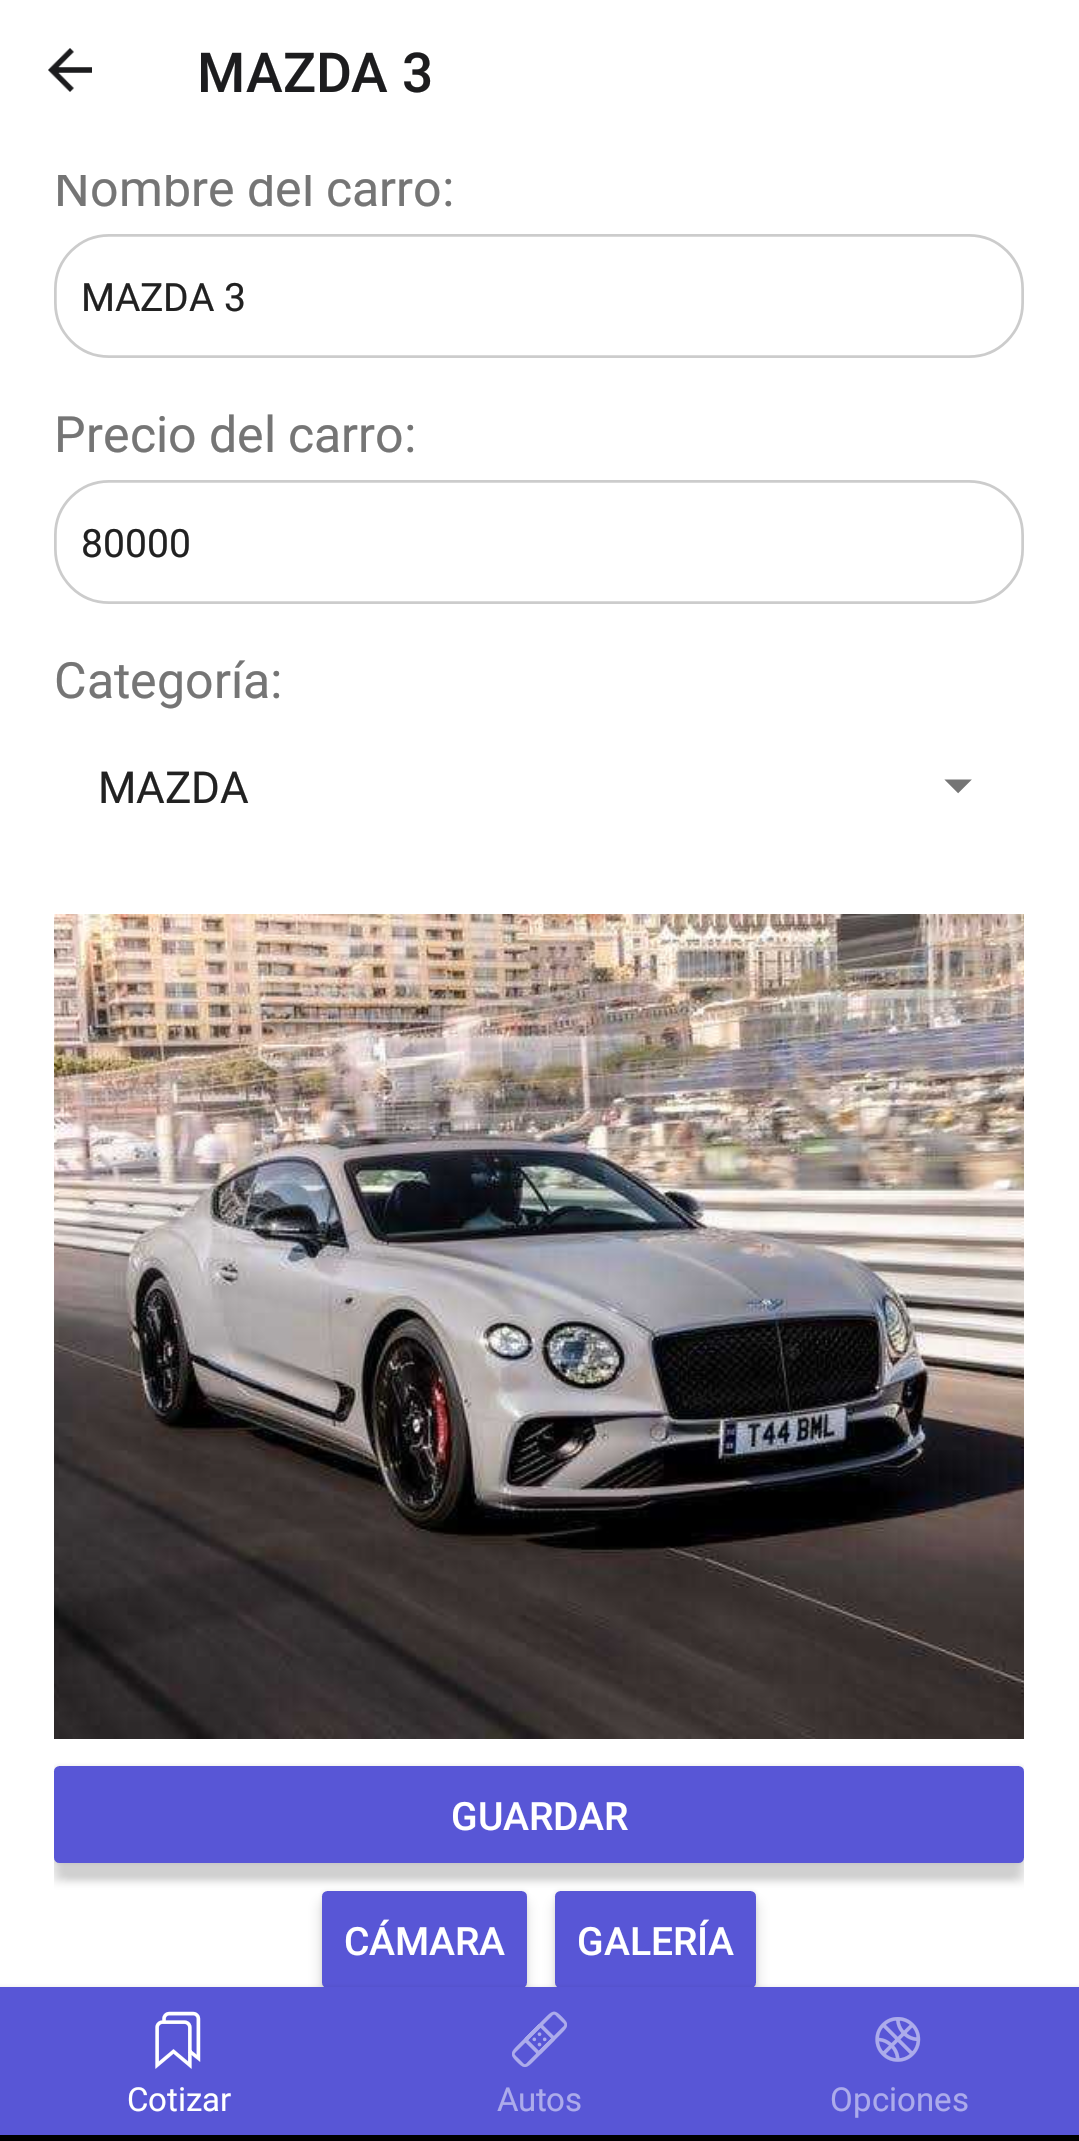 MAZDA 3
Nombre del carro:
MAZDA 3
Precio del carro:
80000
Categoría:
MAZDA
T44 BML
GUARDAR
CÁMARA GALERÍA
Cotizar Autos Opciones